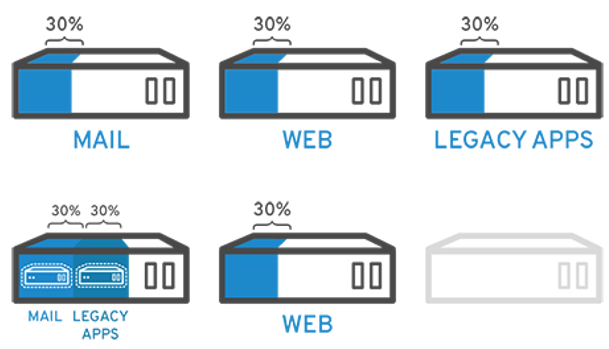 30% 30% 30%
MAIL WEB LEGACY APPS
30% 30% 30%
MAIL LEGACY
APPS
WEB